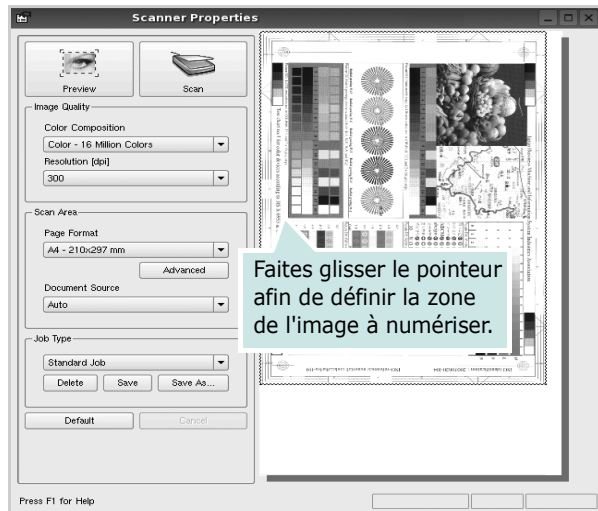 Scanner Properties
Preview
Scan
Image Quality
Color Composition
Color - 16 Million Colors
Resolution [dpi]
300
Scan Area
Page Format
A4 - 210x297 mm
Advanced
Document Source
Auto
Job Type
Standard Job
Delete
Save
Save As...
Default
Cancel
Press F1 for Help
Faites glisser le pointeur
afin de définir la zone
de l'image à numériser.